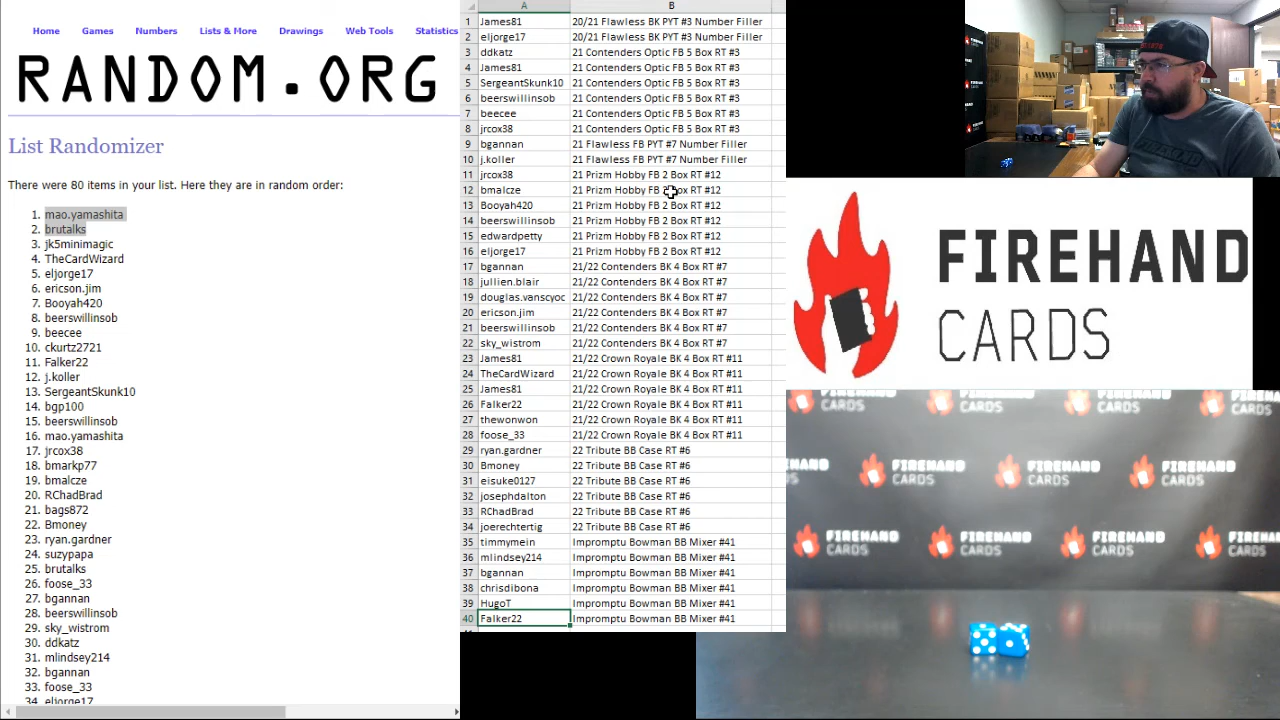 Home Games Numbers Lists & More Drawings Web Tools Statistics
RANDOM.ORG
List Randomizer
There were 80 items in your list. Here they are in random order:
1. mao.yamashita
2. brutalks
3. jk5minimagic
4. TheCardWizard
5. eljorge17
6. ericson.jim
7. Booyah420
8. beerswillinsob
9. beecee
10. ckurtz2721
11. Falker22
12. j.koller
13. SergeantSkunk10
14. bgp100
15. beerswillinsob
16. mao.yamashita
17. jrcox38
18. bmarkp77
19. bmalcze
20. RChadBrad
21. bags872
22. Bmoney
23. ryan.gardner
24. suzypapa
25. brutalks
26. foose_33
27. bgannan
28. beerswillinsob
29. sky_wistrom
30. ddkatz
31. mlindsey214
32. bgannan
33. foose_33
34. eljorge17
A B
1 James81 20/21 Flawless BK PYT #3 Number Filler
2 eljorge17 20/21 Flawless BK PYT #3 Number Filler
3 ddkatz 21 Contenders Optic FB 5 Box RT #3
4 James81 21 Contenders Optic FB 5 Box RT #3
5 SergeantSkunk10 21 Contenders Optic FB 5 Box RT #3
6 beerswillinsob 21 Contenders Optic FB 5 Box RT #3
7 beecee 21 Contenders Optic FB 5 Box RT #3
8 jrcox38 21 Contenders Optic FB 5 Box RT #3
9 bgannan 21 Flawless FB PYT #7 Number Filler
10 j.koller 21 Flawless FB PYT #7 Number Filler
11 jrcox38 21 Prizm Hobby FB 2 Box RT #12
12 bmalcze 21 Prizm Hobby FB 2 Box RT #12
13 Booyah420 21 Prizm Hobby FB 2 Box RT #12
14 beerswillinsob 21 Prizm Hobby FB 2 Box RT #12
15 edwardpetty 21 Prizm Hobby FB 2 Box RT #12
16 eljorge17 21 Prizm Hobby FB 2 Box RT #12
17 bgannan 21/22 Contenders BK 4 Box RT #7
18 jullien.blair 21/22 Contenders BK 4 Box RT #7
19 douglas.vanscyoc 21/22 Contenders BK 4 Box RT #7
20 ericson.jim 21/22 Contenders BK 4 Box RT #7
21 beerswillinsob 21/22 Contenders BK 4 Box RT #7
22 sky_wistrom 21/22 Contenders BK 4 Box RT #7
23 James81 21/22 Crown Royale BK 4 Box RT #11
24 TheCardWizard 21/22 Crown Royale BK 4 Box RT #11
25 James81 21/22 Crown Royale BK 4 Box RT #11
26 Falker22 21/22 Crown Royale BK 4 Box RT #11
27 thewonwon 21/22 Crown Royale BK 4 Box RT #11
28 foose_33 21/22 Crown Royale BK 4 Box RT #11
29 ryan.gardner 22 Tribute BB Case RT #6
30 Bmoney 22 Tribute BB Case RT #6
31 eisuke0127 22 Tribute BB Case RT #6
32 josephdalton 22 Tribute BB Case RT #6
33 RChadBrad 22 Tribute BB Case RT #6
34 joerechtertig 22 Tribute BB Case RT #6
35 timmymein Impromptu Bowman BB Mixer #41
36 mlindsey214 Impromptu Bowman BB Mixer #41
37 bgannan Impromptu Bowman BB Mixer #41
38 chrisdibona Impromptu Bowman BB Mixer #41
39 HugoT Impromptu Bowman BB Mixer #41
40 Falker22 Impromptu Bowman BB Mixer #41
FIREHAND
CARDS
FIREHAND
CARDS
FIREHAND
CARDS
FIREHAND
CARDS
FIREHAND
CARDS
FIREHAND
CARDS